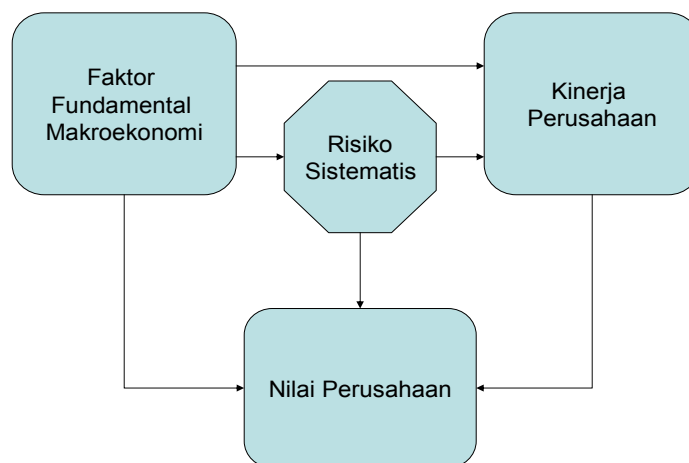 Faktor
Fundamental
Makroekonomi
Risiko
Sistematis
Kinerja
Perusahaan
Nilai Perusahaan